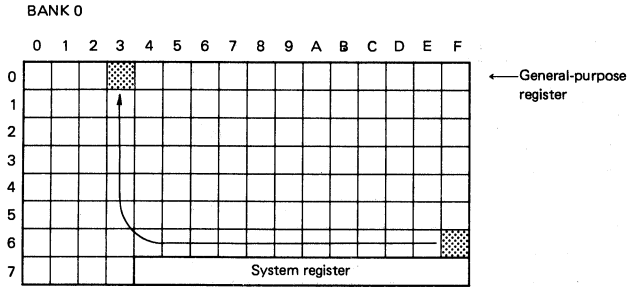 BANK 0
0 1 2 3 4 5 6 7 8 9 A B C D E F
0
←General-purpose
register
1
2
3
4
5
6
7 System register